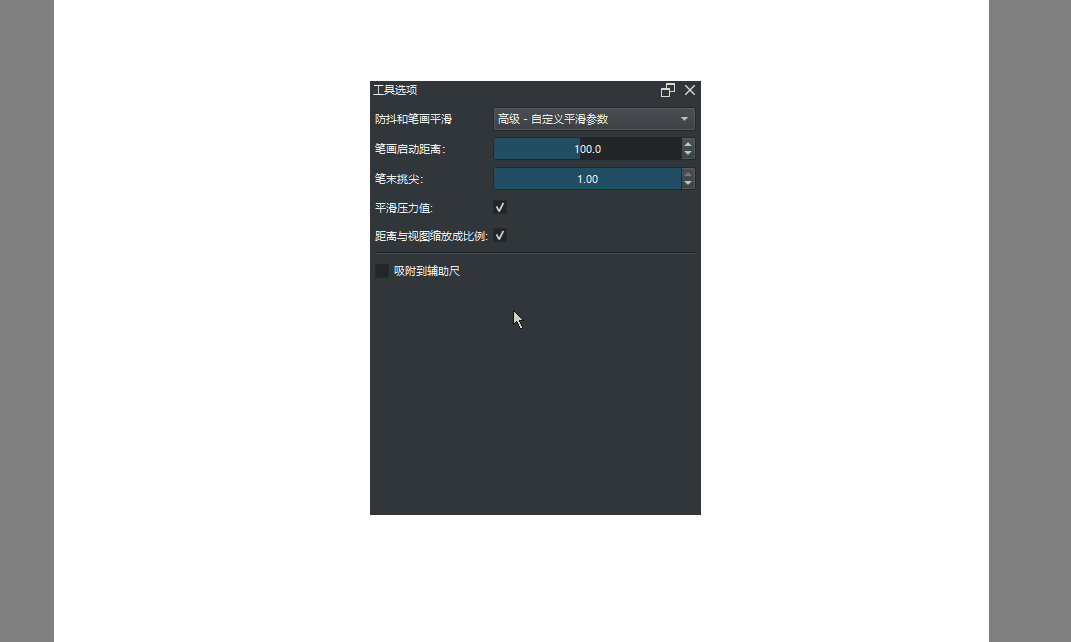 工具选项
防抖和笔画平滑 高级 - 自定义平滑参数
笔画启动距离: 100.0
笔末挑尖: 1.00
平滑压力值:
距离与视图缩放成比例:
吸附到辅助尺